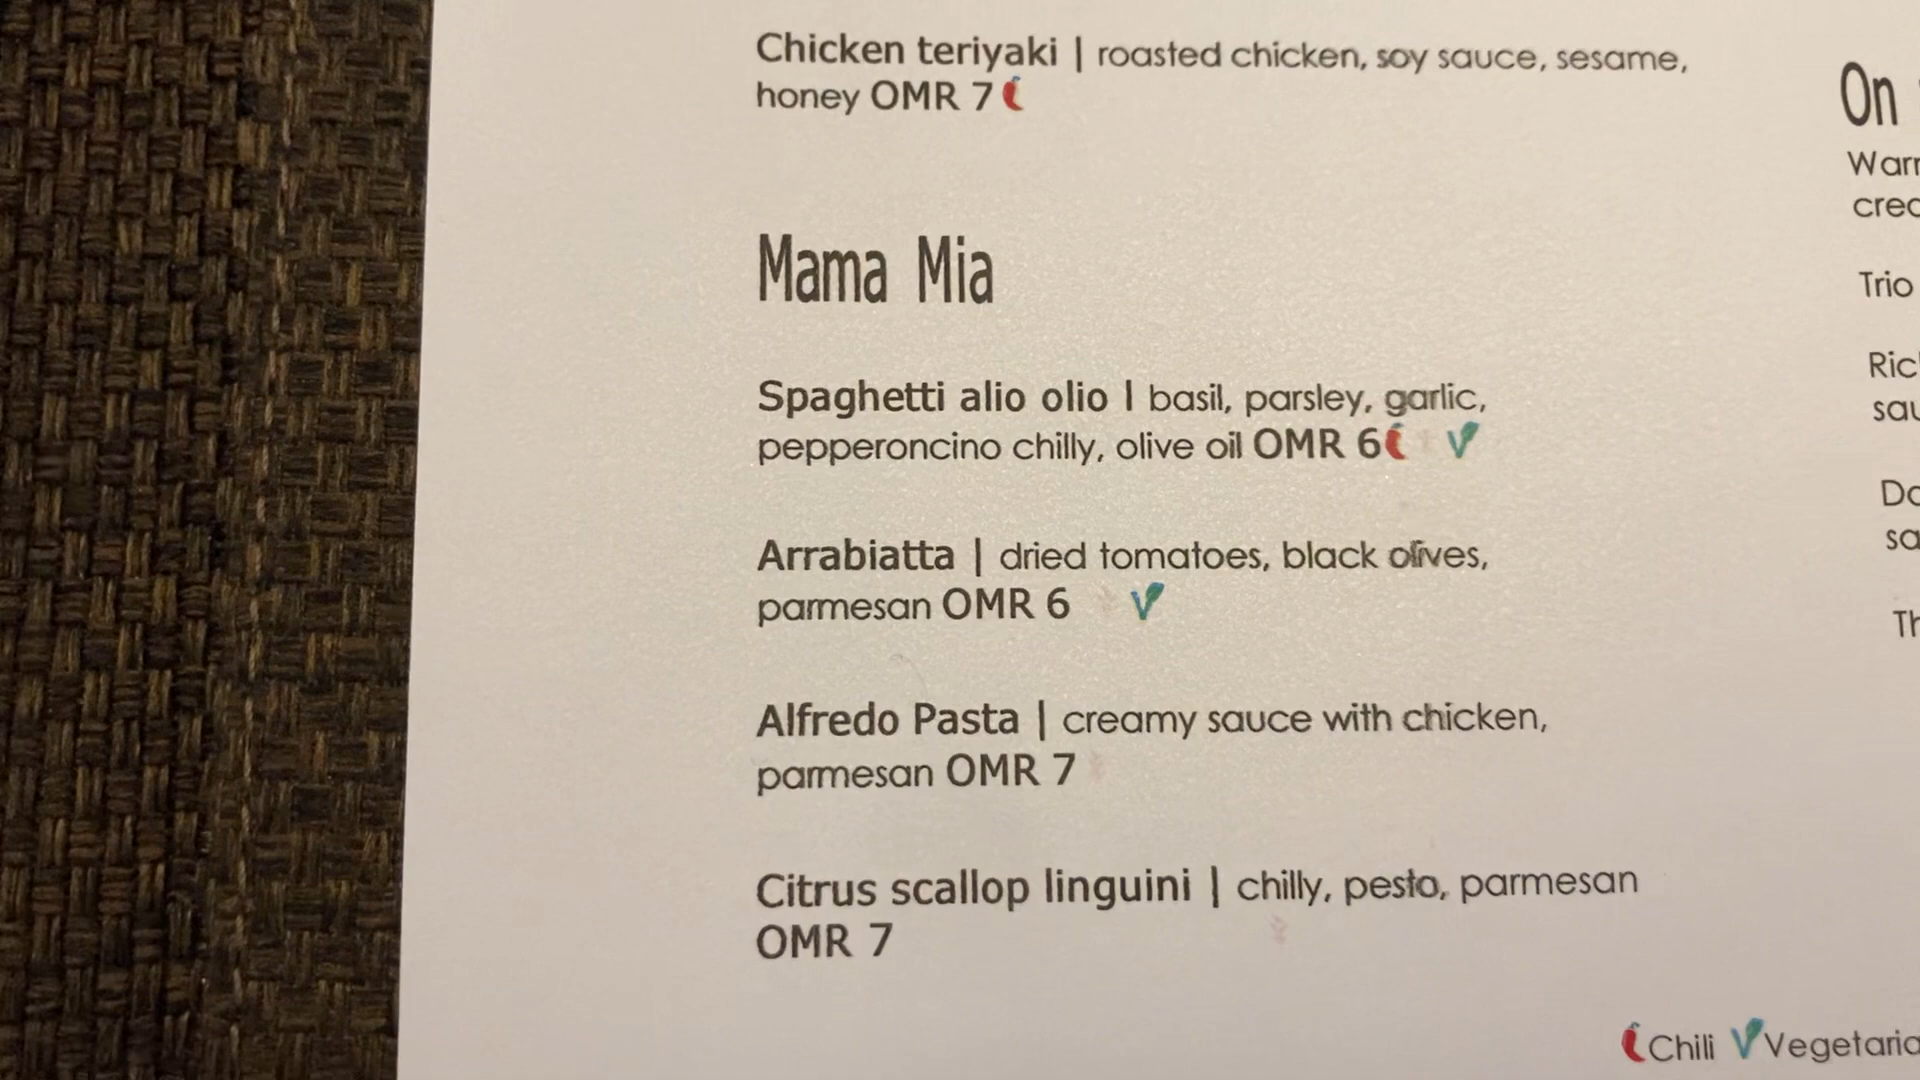 Chicken teriyaki | roasted chicken, soy sauce, sesame,
honey OMR 7
Mama Mia
Spaghetti alio olio I basil, parsley, garlic,
pepperoncino chilly, olive oil OMR 6
Arrabiatta | dried tomatoes, black olives,
parmesan OMR 6
Alfredo Pasta | creamy sauce with chicken,
parmesan OMR 7
Citrus scallop linguini | chilly, pesto, parmesan
OMR 7
On
Trio
Chili